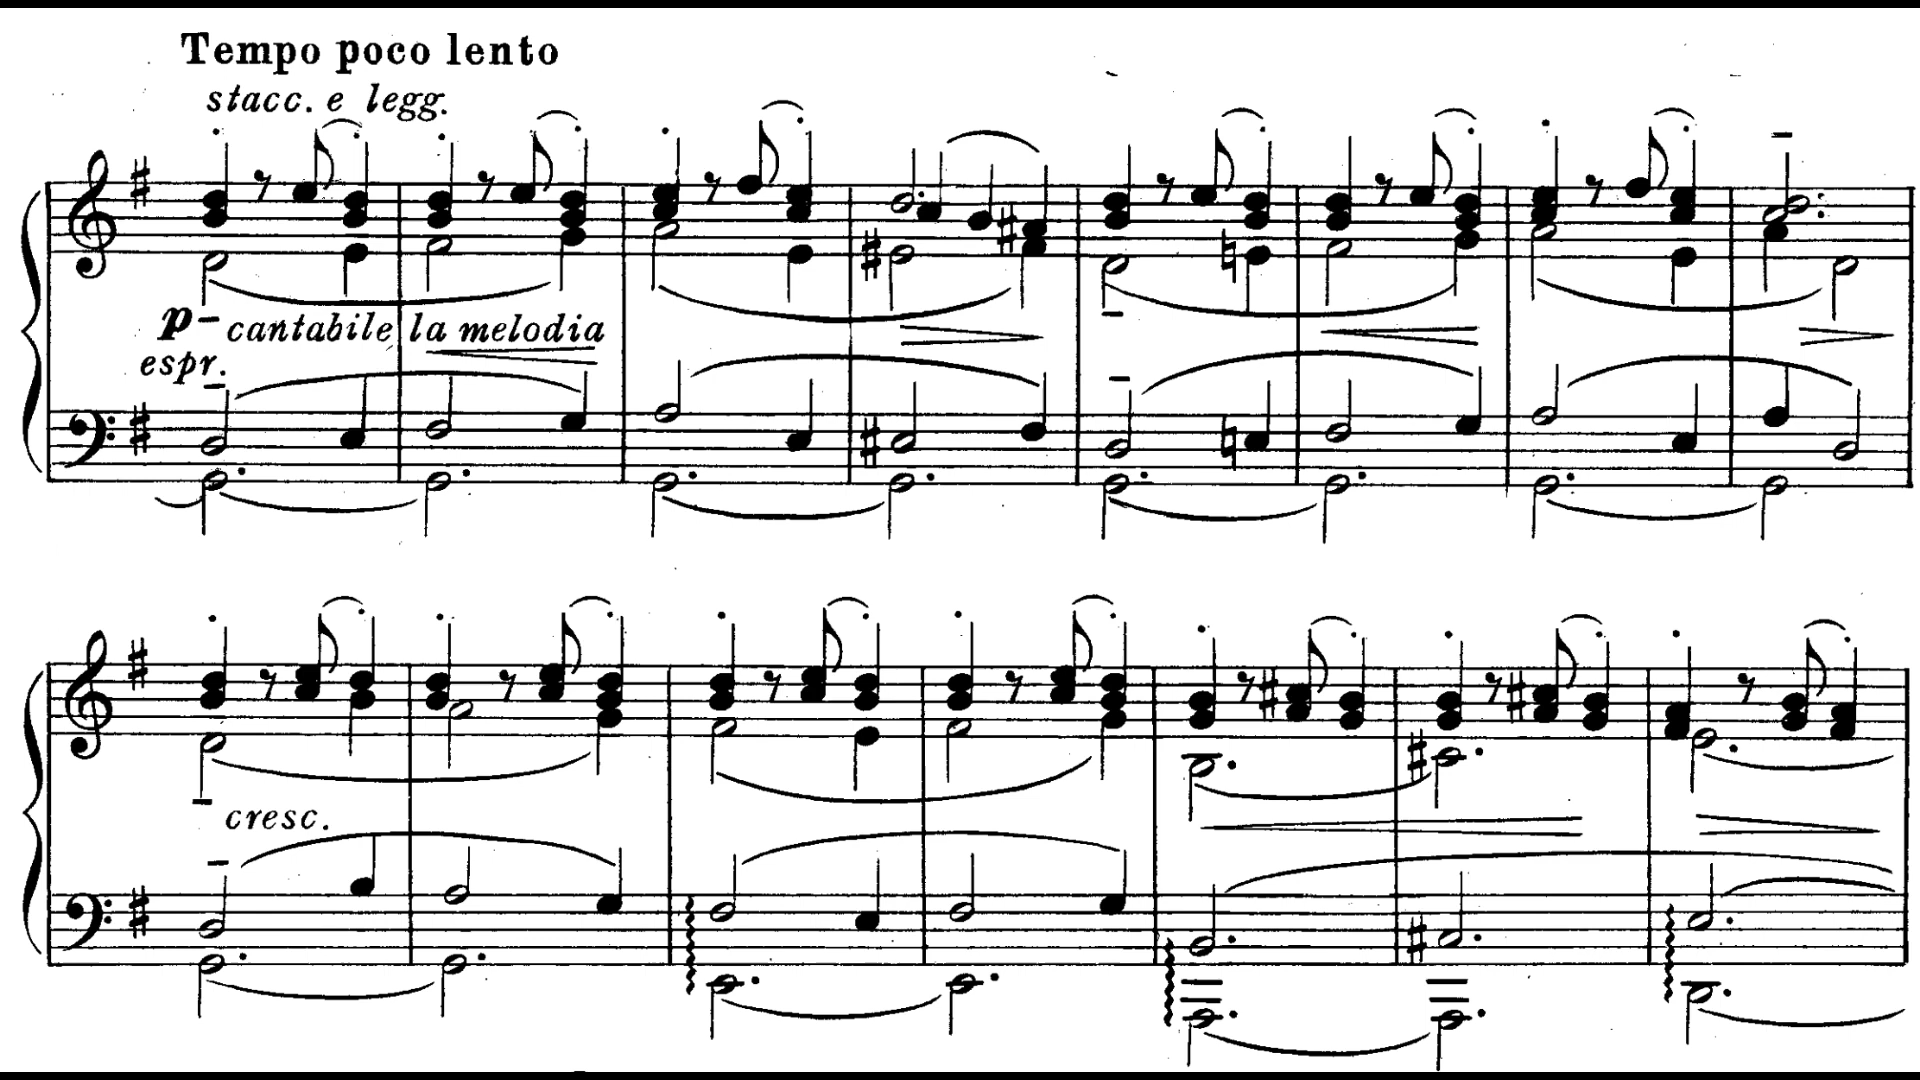 Tempo poco lento
stacc. e legg.
p cantabile la melodia
espr.
cresc.